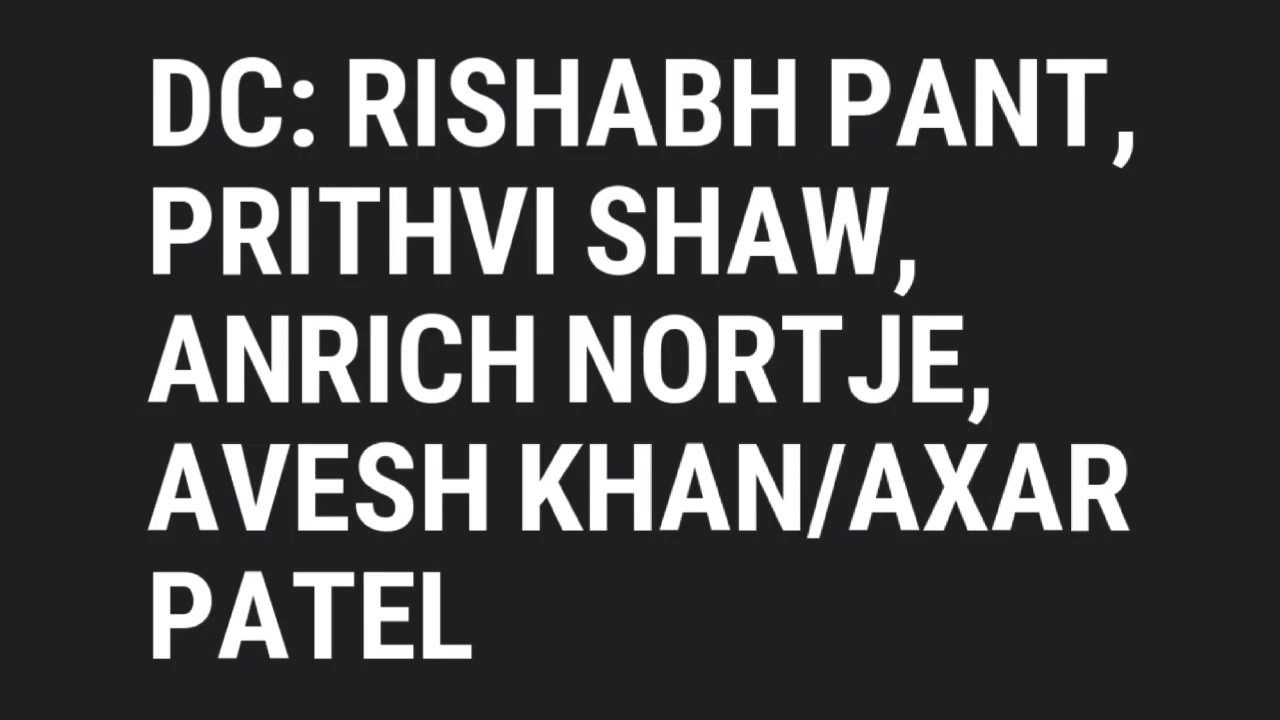 DC: RISHABH PANT,
PRITHVI SHAW,
ANRICH NORTJE,
AVESH KHAN/AXAR
PATEL